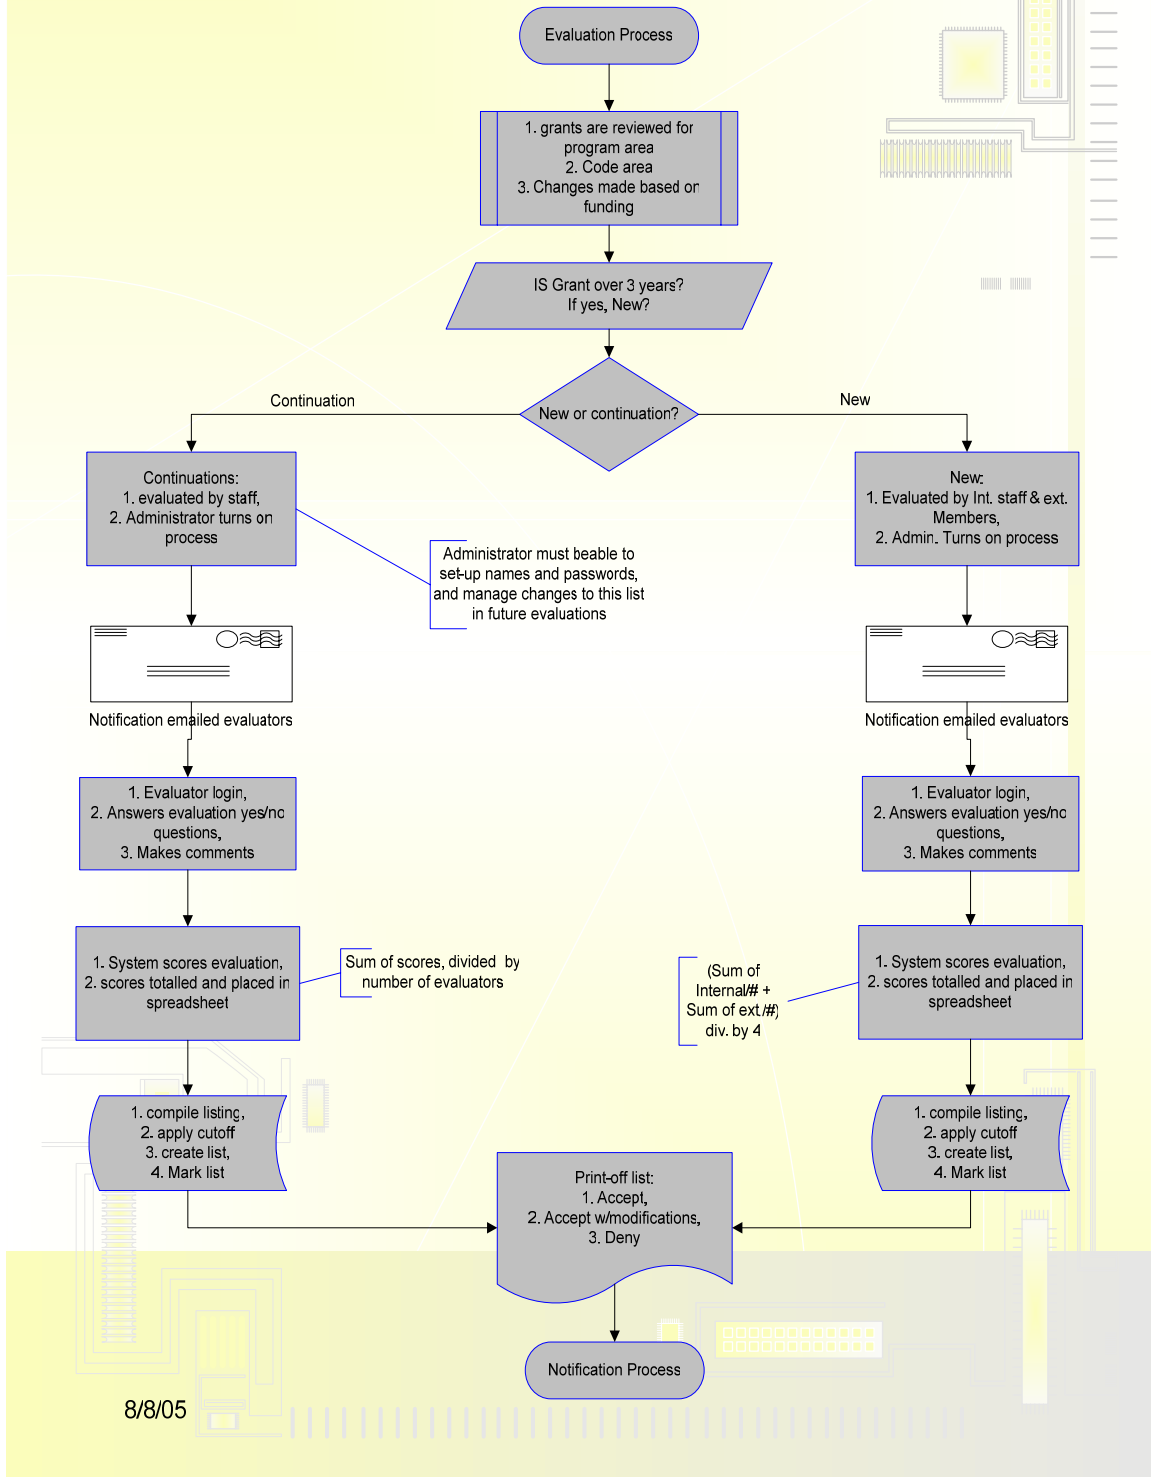 Evaluation Process
1. grants are reviewed for
program area
2. Code area
3. Changes made based on
funding
IS Grant over 3 years?
If yes, New?
New or continuation?
Continuation
New
Continuations:
1. evaluated by staff,
2. Administrator turns on
process
New:
1. Evaluated by Int. staff & ext.
Members,
2. Admin. Turns on process
Administrator must beable to
set-up names and passwords,
and manage changes to this list
in future evaluations
Notification emailed evaluators
Notification emailed evaluators
1. Evaluator login,
2. Answers evaluation yes/no
questions,
3. Makes comments
1. Evaluator login,
2. Answers evaluation yes/no
questions,
3. Makes comments
1. System scores evaluation,
2. scores totalled and placed in
spreadsheet
Sum of scores, divided by
number of evaluators
(Sum of
Internal/# +
Sum of ext./#)
div. by 4
1. System scores evaluation,
2. scores totalled and placed in
spreadsheet
1. compile listing,
2. apply cutoff
3. create list,
4. Mark list
1. compile listing,
2. apply cutoff
3. create list,
4. Mark list
Print-off list:
1. Accept,
2. Accept w/modifications,
3. Deny
Notification Process
8/8/05